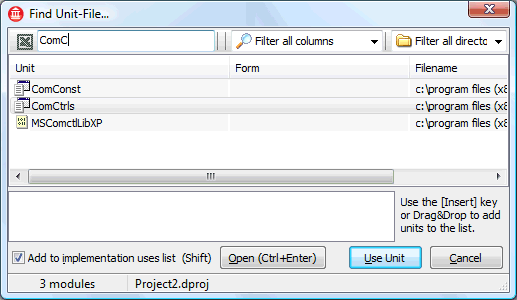 Find Unit-File...
ComC
Filter all columns
Filter all directo
Unit Form Filename
ComConst c:\program files (x8
ComCtrls c:\program files (x8
MSComctlLibXP c:\program files (x8
Use the [Insert] key
or Drag&Drop to add
units to the list.
Add to implementation uses list (Shift)
Open (Ctrl+Enter)
Use Unit
Cancel
3 modules Project2.dproj